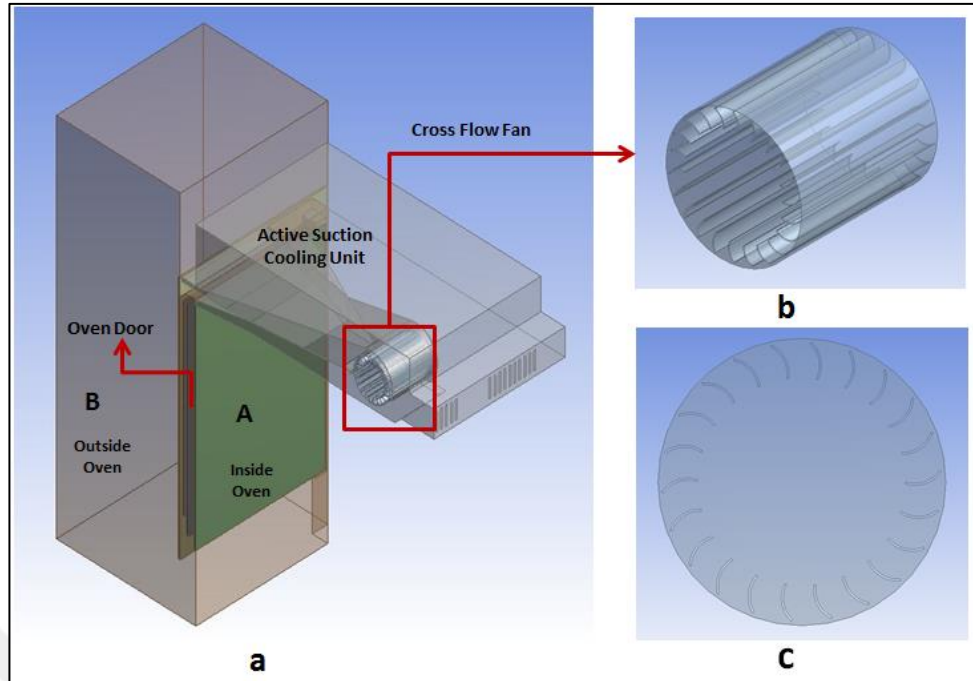 Cross Flow Fan
Active Suction
Cooling Unit
Oven Door
B
Outside
Oven
A
Inside
Oven
a
b
c